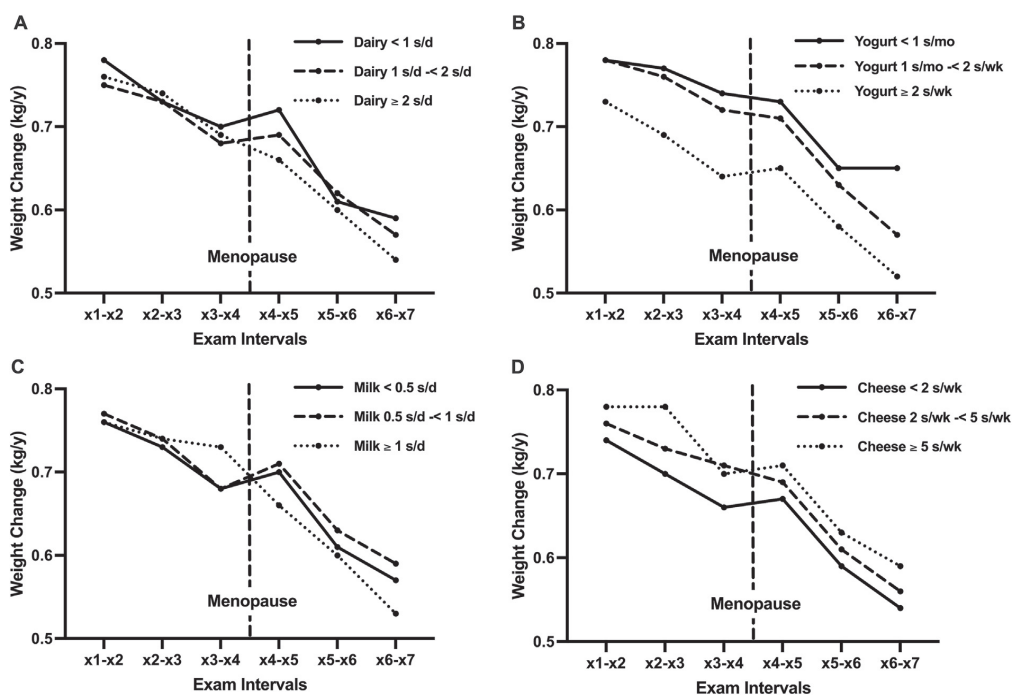 A
Weight Change (kg/y)
0.8
0.7
0.6
0.5
Dairy < 1 s/d
Dairy 1 s/d -< 2 s/d
Dairy ≥ 2 s/d
Menopause
x1-x2 x2-x3 x3-x4 x4-x5 x5-x6 x6-x7
Exam Intervals
B
Weight Change (kg/y)
0.8
0.7
0.6
0.5
Yogurt < 1 s/mo
Yogurt 1 s/mo -< 2 s/wk
Yogurt ≥ 2 s/wk
Menopause
x1-x2 x2-x3 x3-x4 x4-x5 x5-x6 x6-x7
Exam Intervals
C
Weight Change (kg/y)
0.8
0.7
0.6
0.5
Milk < 0.5 s/d
Milk 0.5 s/d -< 1 s/d
Milk ≥ 1 s/d
Menopause
x1-x2 x2-x3 x3-x4 x4-x5 x5-x6 x6-x7
Exam Intervals
D
Weight Change (kg/y)
0.8
0.7
0.6
0.5
Cheese < 2 s/wk
Cheese 2 s/wk -< 5 s/wk
Cheese ≥ 5 s/wk
Menopause
x1-x2 x2-x3 x3-x4 x4-x5 x5-x6 x6-x7
Exam Intervals